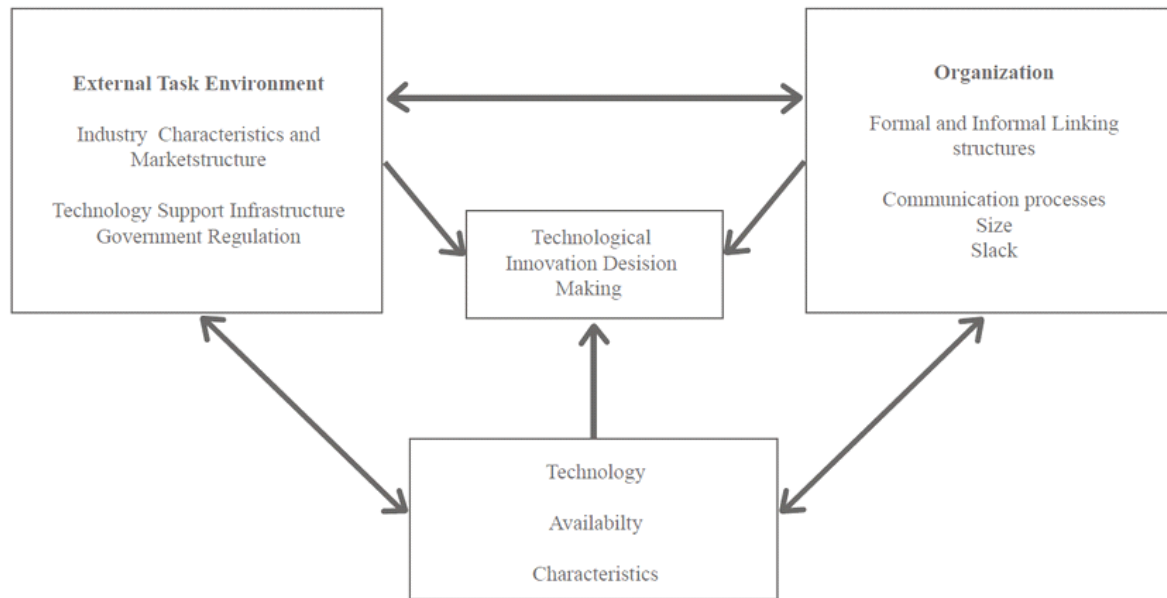 External Task Environment
Industry Characteristics and
Marketstructure
Technology Support Infrastructure
Government Regulation
Organization
Formal and Informal Linking
structures
Communication processes
Size
Slack
Technological
Innovation Desision
Making
Technology
Availabilty
Characteristics